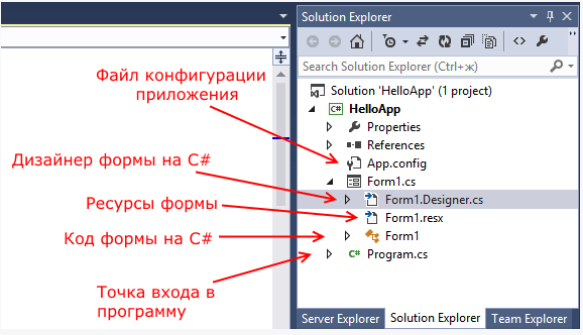 Solution Explorer
Search Solution Explorer (Ctrl+ж)
Файл конфигурации
приложения
Дизайнер формы на C#
Ресурсы формы
Код формы на C#
Точка входа в
программу
Solution 'HelloApp' (1 project)
C# HelloApp
Properties
References
App.config
Form1.cs
Form1.Designer.cs
Form1.resx
Form1
C# Program.cs
Server Explorer Solution Explorer Team Explorer